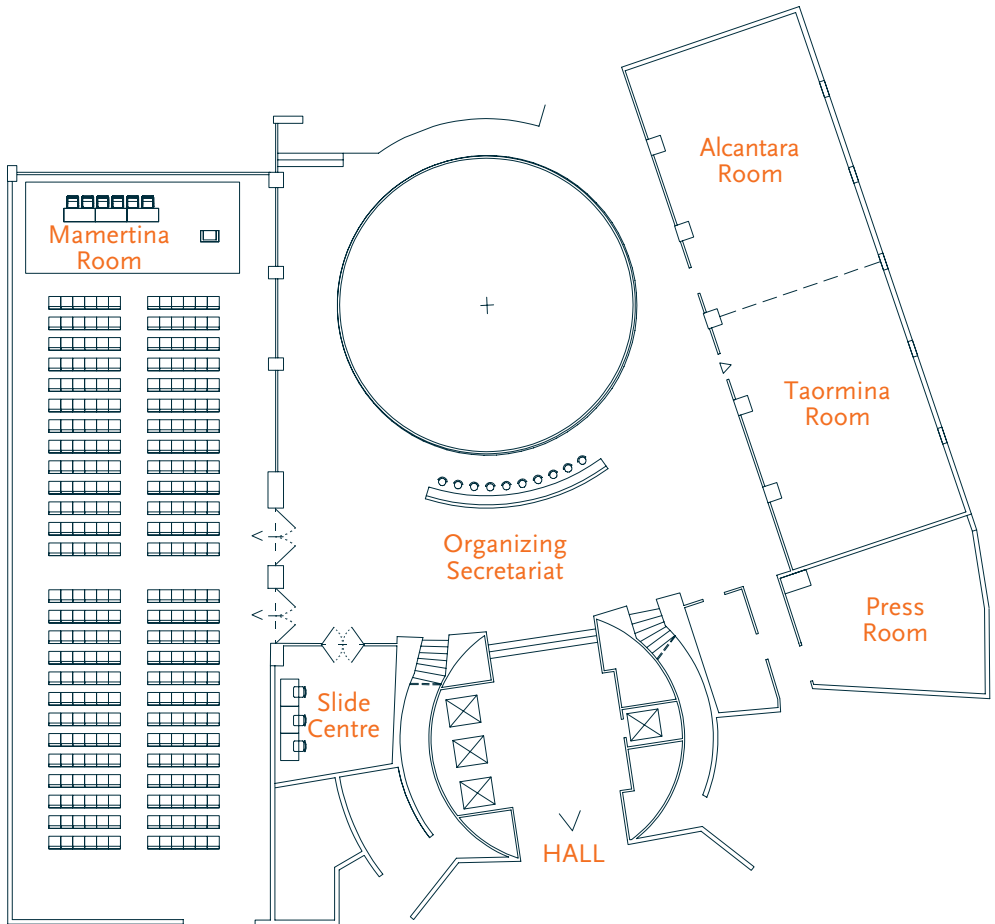 Alcantara
Room
Mamertina
Room
Taormina
Room
Organizing
Secretariat
Press
Room
Slide
Centre
HALL